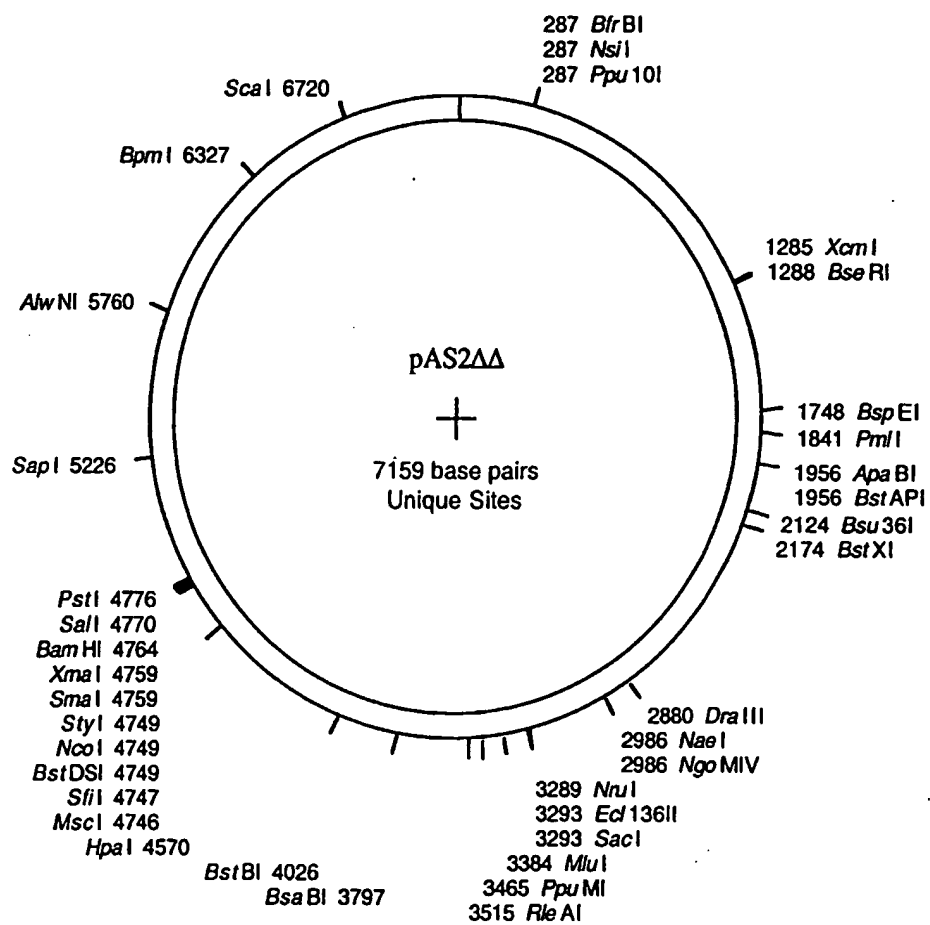 287 BfrBI
287 NsiI
287 Ppu10I
ScaI 6720
BpmI 6327
1285 XcmI
1288 BseRI
AlwNI 5760
pAS2ΔΔ
7159 base pairs
Unique Sites
1748 BspEI
1841 PmlI
1956 ApaBI
1956 BstAPI
2124 Bsu36I
2174 BstXI
SapI 5226
PstI 4776
SalI 4770
BamHI 4764
XmaI 4759
SmaI 4759
StyI 4749
NcoI 4749
BstDSI 4749
SfiI 4747
MscI 4746
HpaI 4570
BstBI 4026
BsaBI 3797
2880 DraIII
2986 NaeI
2986 NgoMIV
3289 NruI
3293 Ecl136II
3293 SacI
3384 MluI
3465 PpuMI
3515 RleAI